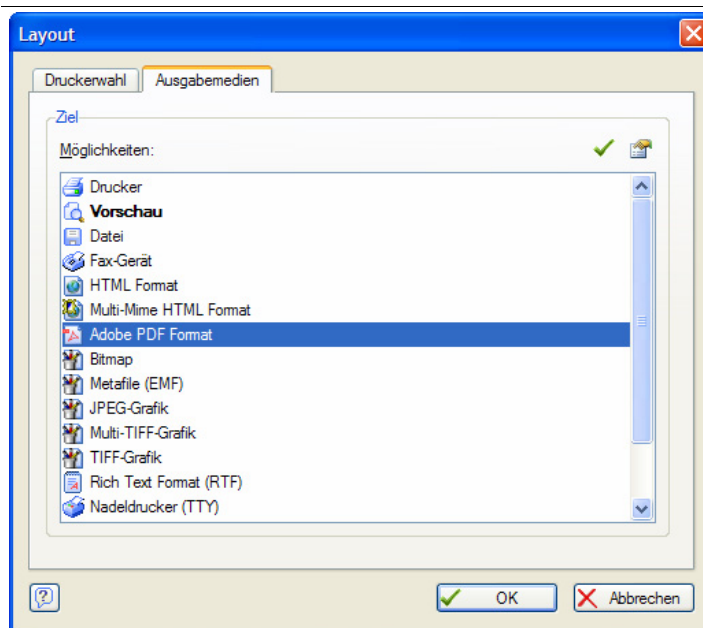 Layout
Druckerwahl Ausgabemedien
Ziel
Möglichkeiten:
Drucker
Vorschau
Datei
Fax-Gerät
HTML Format
Multi-Mime HTML Format
Adobe PDF Format
Bitmap
Metafile (EMF)
JPEG-Grafik
Multi-TIFF-Grafik
TIFF-Grafik
Rich Text Format (RTF)
Nadeldrucker (TTY)
OK Abbrechen